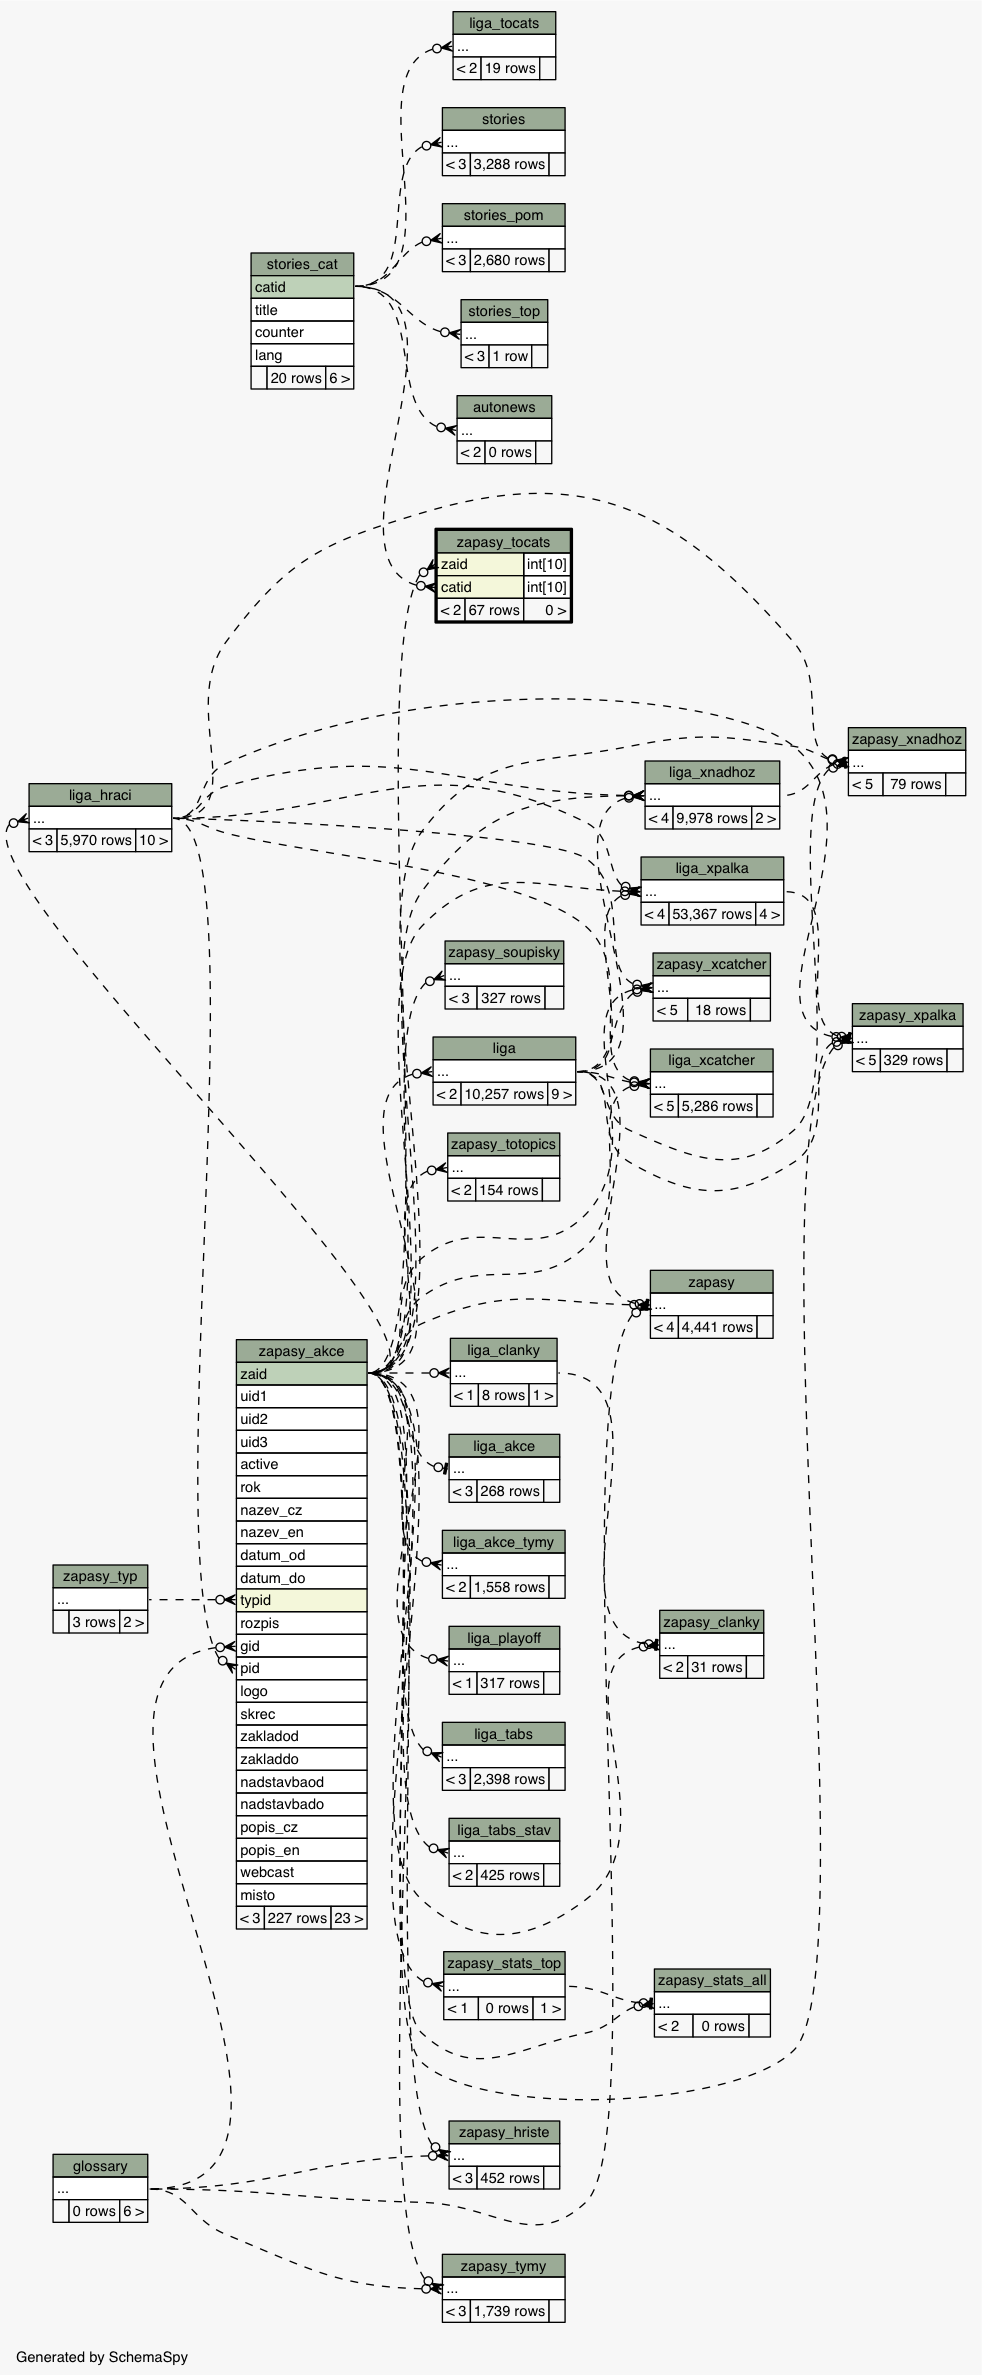 liga_tocats
...
< 2 19 rows
stories
...
< 3 3,288 rows
stories_pom
...
< 3 2,680 rows
stories_cat
catid
title
counter
lang
20 rows 6 >
stories_top
...
< 3 1 row
autonews
...
< 2 0 rows
zapasy_tocats
zaid int[10]
catid int[10]
< 2 67 rows 0 >
zapasy_xnadhoz
...
< 5 79 rows
liga_xnadhoz
...
< 4 9,978 rows 2 >
liga_hraci
...
< 3 5,970 rows 10 >
liga_xpalka
...
< 4 53,367 rows 4 >
zapasy_soupisky
...
< 3 327 rows
zapasy_xcatcher
...
< 5 18 rows
zapasy_xpalka
...
< 5 329 rows
liga
...
< 2 10,257 rows 9 >
liga_xcatcher
...
< 5 5,286 rows
zapasy_totopics
...
< 2 154 rows
zapasy
...
< 4 4,441 rows
zapasy_akce
zaid
uid1
uid2
uid3
active
rok
nazev_cz
nazev_en
datum_od
datum_do
typid
rozpis
gid
pid
logo
skrec
zakladod
zakladdo
nadstavbaod
nadstavbado
popis_cz
popis_en
webcast
misto
< 3 227 rows 23 >
liga_clanky
...
< 1 8 rows 1 >
liga_akce
...
< 3 268 rows
liga_akce_tymy
...
< 2 1,558 rows
zapasy_typ
...
3 rows 2 >
liga_playoff
...
< 1 317 rows
zapasy_clanky
...
< 2 31 rows
liga_tabs
...
< 3 2,398 rows
liga_tabs_stav
...
< 2 425 rows
zapasy_stats_top
...
< 1 0 rows 1 >
zapasy_stats_all
...
< 2 0 rows
zapasy_hriste
...
< 3 452 rows
glossary
...
0 rows 6 >
zapasy_tymy
...
< 3 1,739 rows
Generated by SchemaSpy